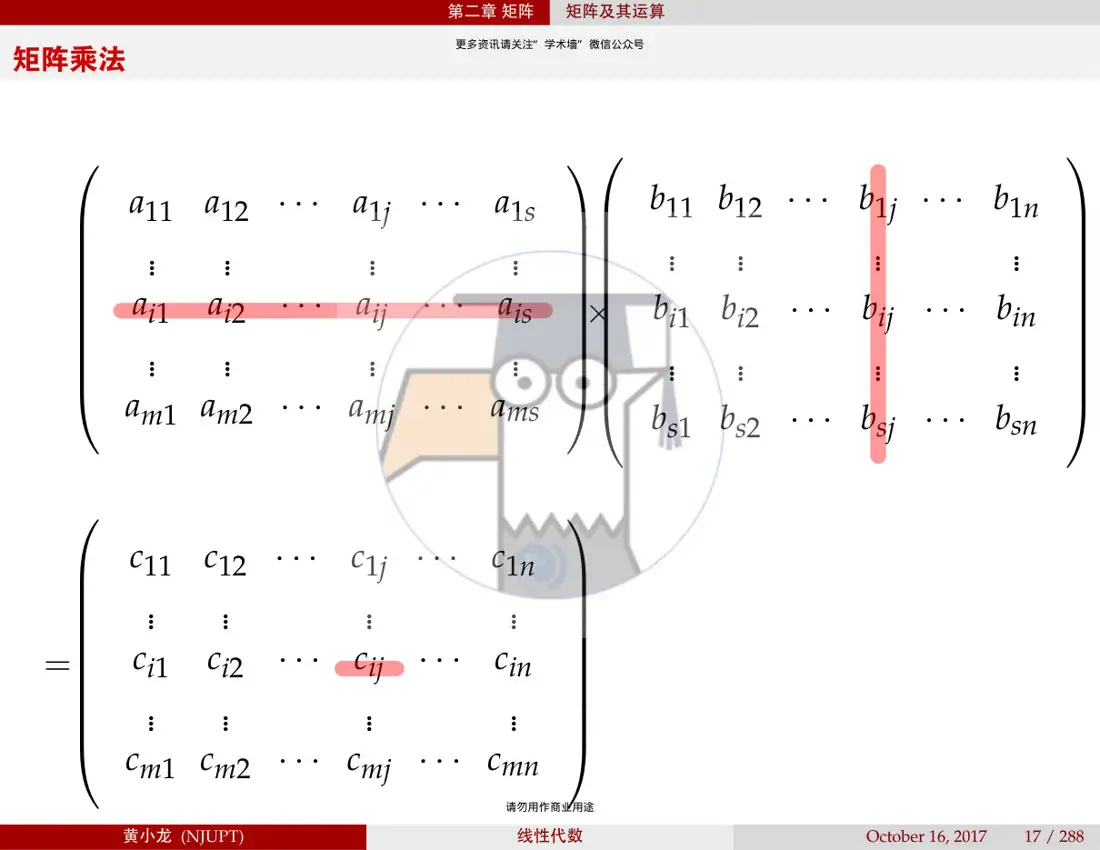 第二章 矩阵 矩阵及其运算
更多资讯请关注“学术墙”微信公众号
矩阵乘法
a11 a12 ··· a1j ··· a1s
⋮ ⋮ ⋮ ⋮
ai1 ai2 ··· aij ··· ais
⋮ ⋮ ⋮ ⋮
am1 am2 ··· amj ··· ams
×
b11 b12 ··· b1j ··· b1n
⋮ ⋮ ⋮ ⋮
bi1 bi2 ··· bij ··· bin
⋮ ⋮ ⋮ ⋮
bs1 bs2 ··· bsj ··· bsn
=
c11 c12 ··· c1j ··· c1n
⋮ ⋮ ⋮ ⋮
ci1 ci2 ··· cij ··· cin
⋮ ⋮ ⋮ ⋮
cm1 cm2 ··· cmj ··· cmn
请勿用作商业用途
黄小龙 (NJUPT) 线性代数 October 16, 2017 17 / 288